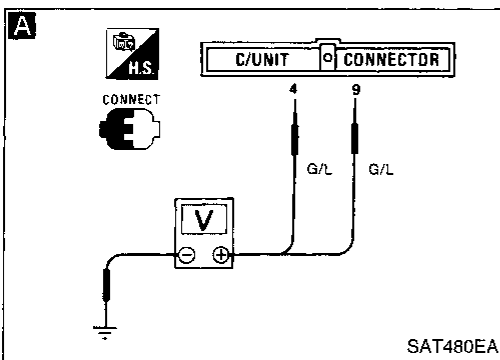 A
H.S.
C/UNIT CONNECTOR
CONNECT
4 9
G/L G/L
V
SAT480EA